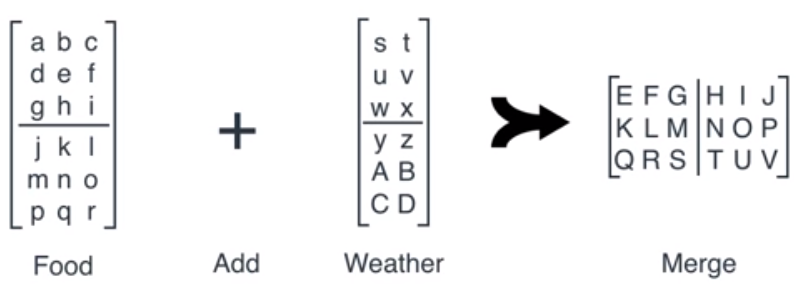 a b c
d e f
g h i
j k l
m n o
p q r
Food
+
Add
s t
u v
w x
y z
A B
C D
Weather
E F G H I J
K L M N O P
Q R S T U V
Merge